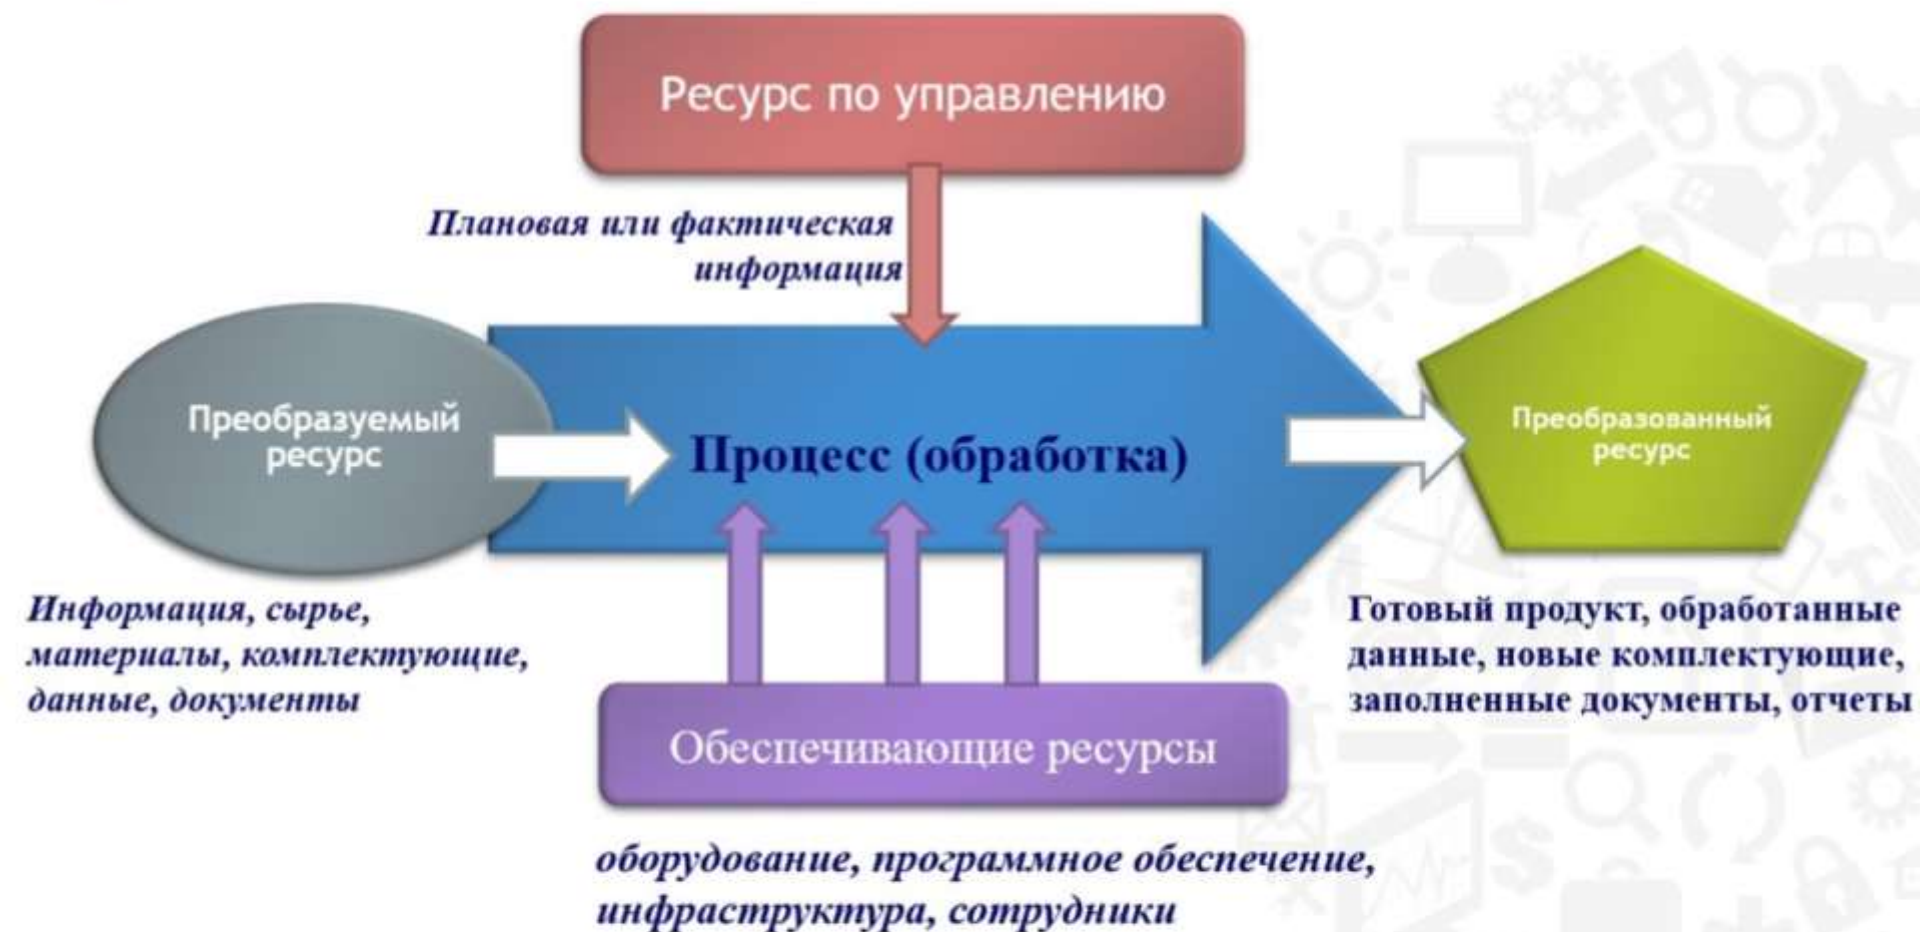 Ресурс по управлению
Плановая или фактическая
информация
Преобразуемый
ресурс
Процесс (обработка)
Преобразованный
ресурс
Информация, сырье,
материалы, комплектующие,
данные, документы
Готовый продукт, обработанные
данные, новые комплектующие,
заполненные документы, отчеты
Обеспечивающие ресурсы
оборудование, программное обеспечение,
инфраструктура, сотрудники